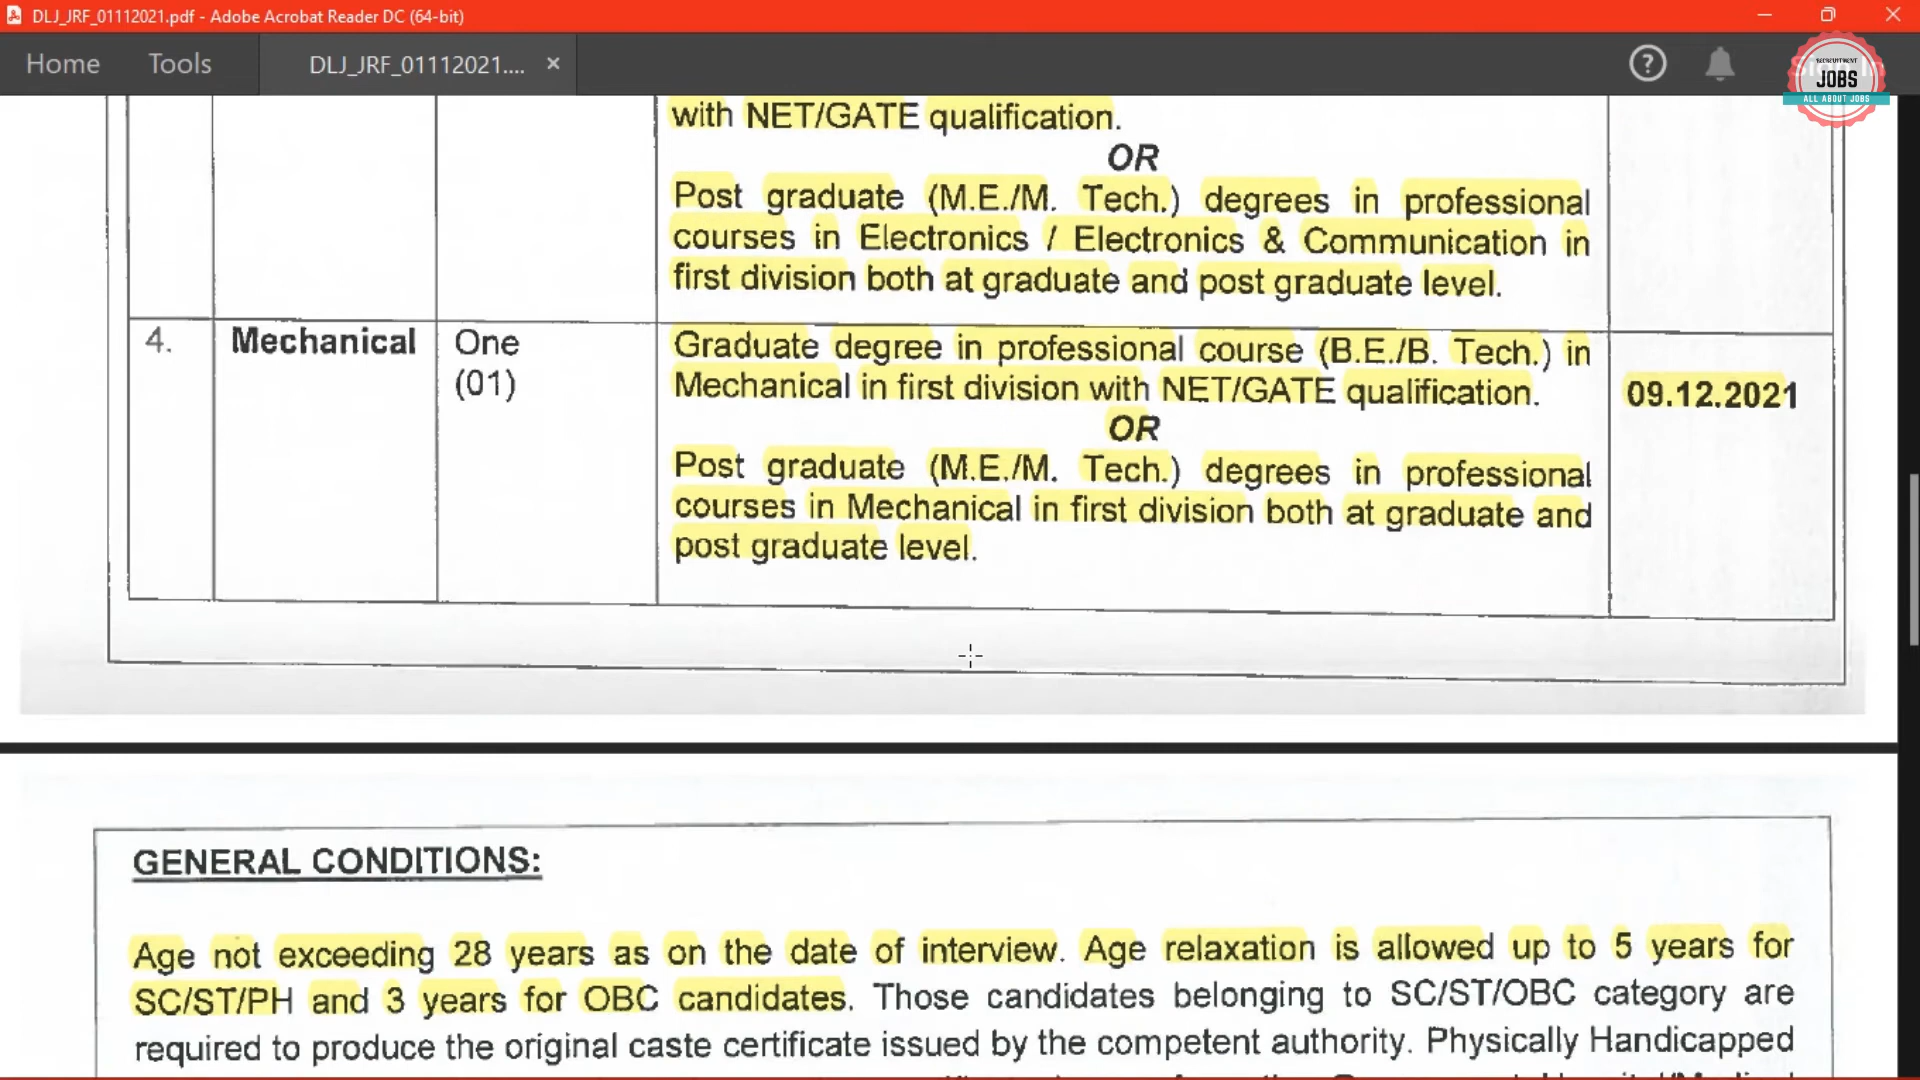 DLJ_JRF_01112021.pdf - Adobe Acrobat Reader DC (64-bit)
Home
Tools
DLJ_JRF_01112021....
RECRUITMENT
JOBS
ALL ABOUT JOBS
with NET/GATE qualification.
OR
Post graduate (M.E./M. Tech.) degrees in professional
courses in Electronics / Electronics & Communication in
first division both at graduate and post graduate level.
4.
Mechanical
One
(01)
Graduate degree in professional course (B.E./B. Tech.) in
Mechanical in first division with NET/GATE qualification.
OR
Post graduate (M.E./M. Tech.) degrees in professional
courses in Mechanical in first division both at graduate and
post graduate level.
09.12.2021
GENERAL CONDITIONS:
Age not exceeding 28 years as on the date of interview. Age relaxation is allowed up to 5 years for
SC/ST/PH and 3 years for OBC candidates. Those candidates belonging to SC/ST/OBC category are
required to produce the original caste certificate issued by the competent authority. Physically Handicapped